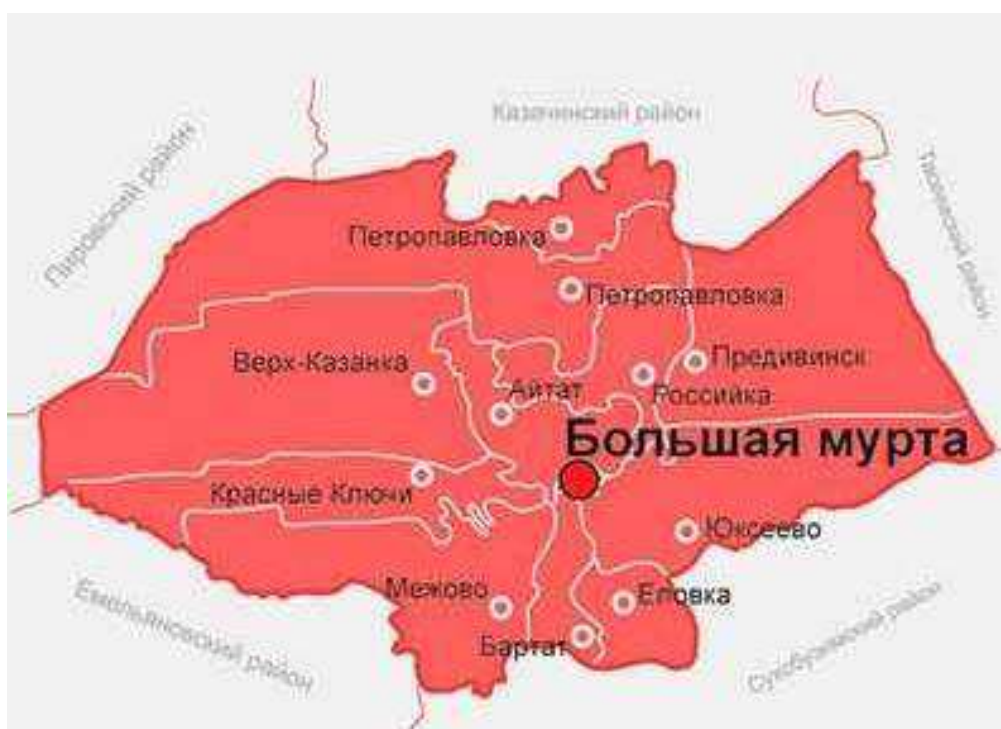 Казачинский район
Пировский район
Тасеевский район
Петропавловка
Петропавловка
Верх-Казанка
Предивинск
Айтат
Российка
Большая мурта
Красные Ключи
Юксеево
Межово
Еловка
Бартат
Емельяновский район
Сухобузимский район